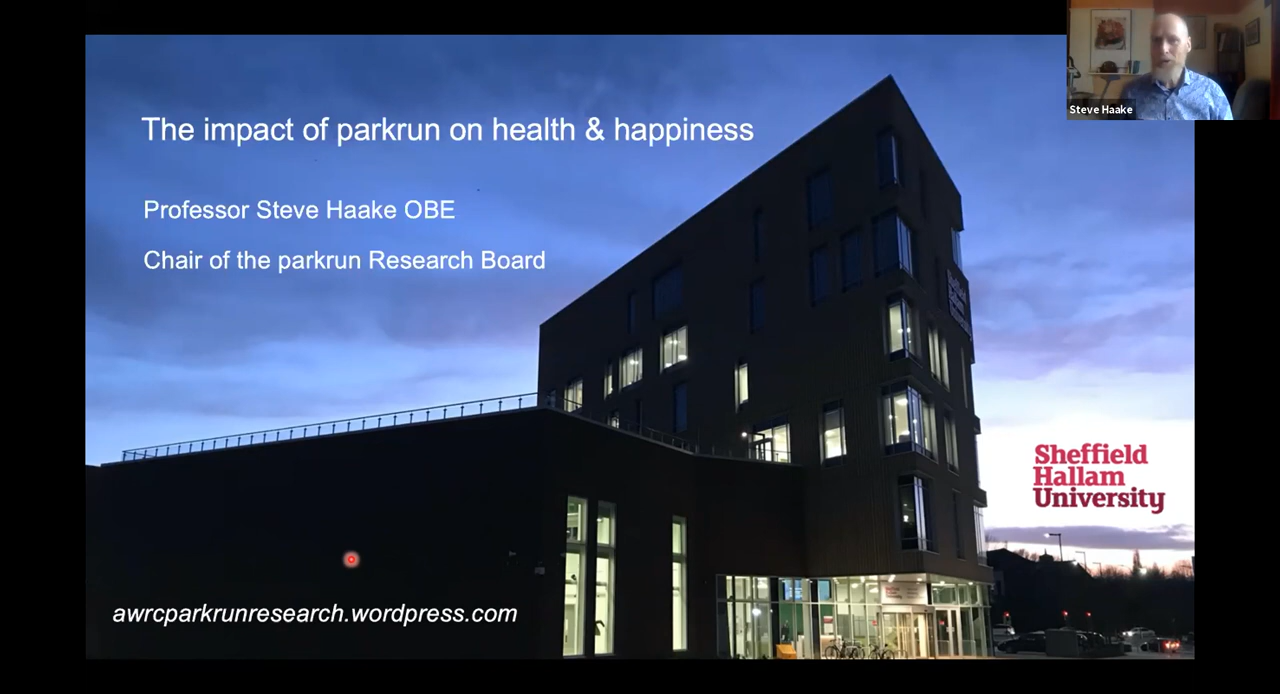 The impact of parkrun on health & happiness
Professor Steve Haake OBE
Chair of the parkrun Research Board
awrcparkrunresearch.wordpress.com
Sheffield
Hallam
University
Steve Haake